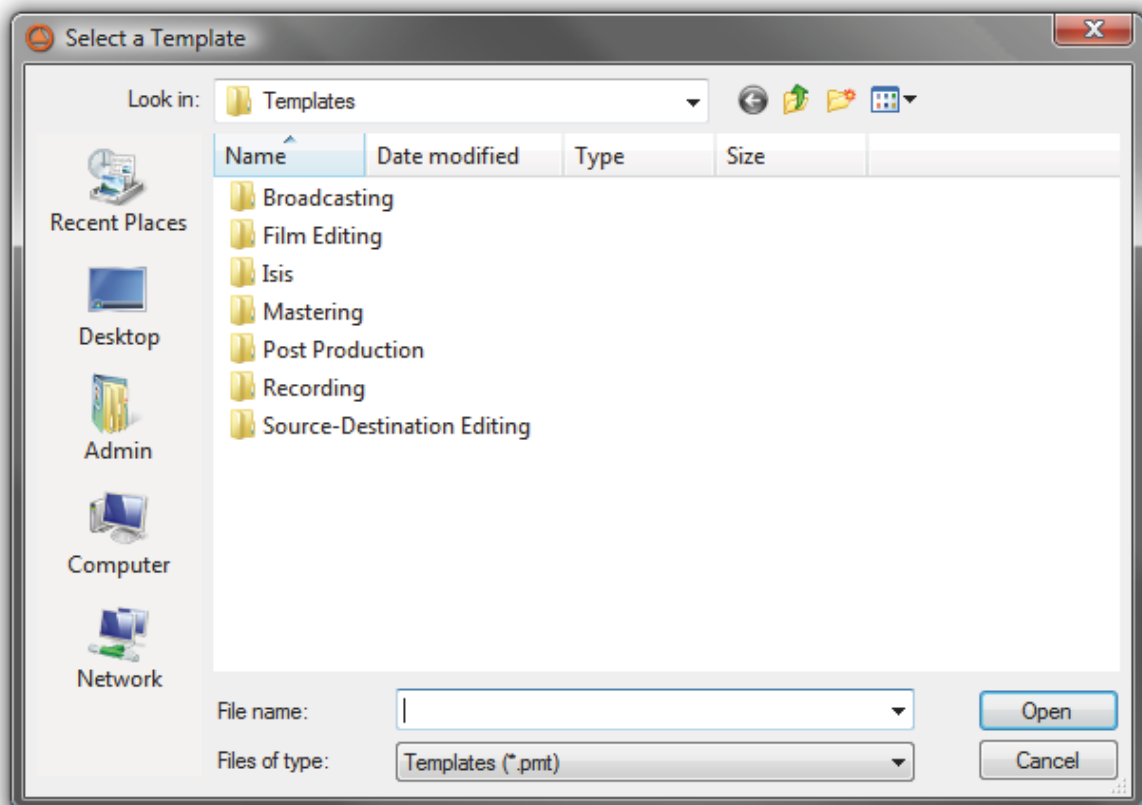 Select a Template
Look in: Templates
Name Date modified Type Size
Recent Places
Desktop
Admin
Computer
Network
Broadcasting
Film Editing
Isis
Mastering
Post Production
Recording
Source-Destination Editing
File name: Open
Files of type: Templates (*.pmt) Cancel